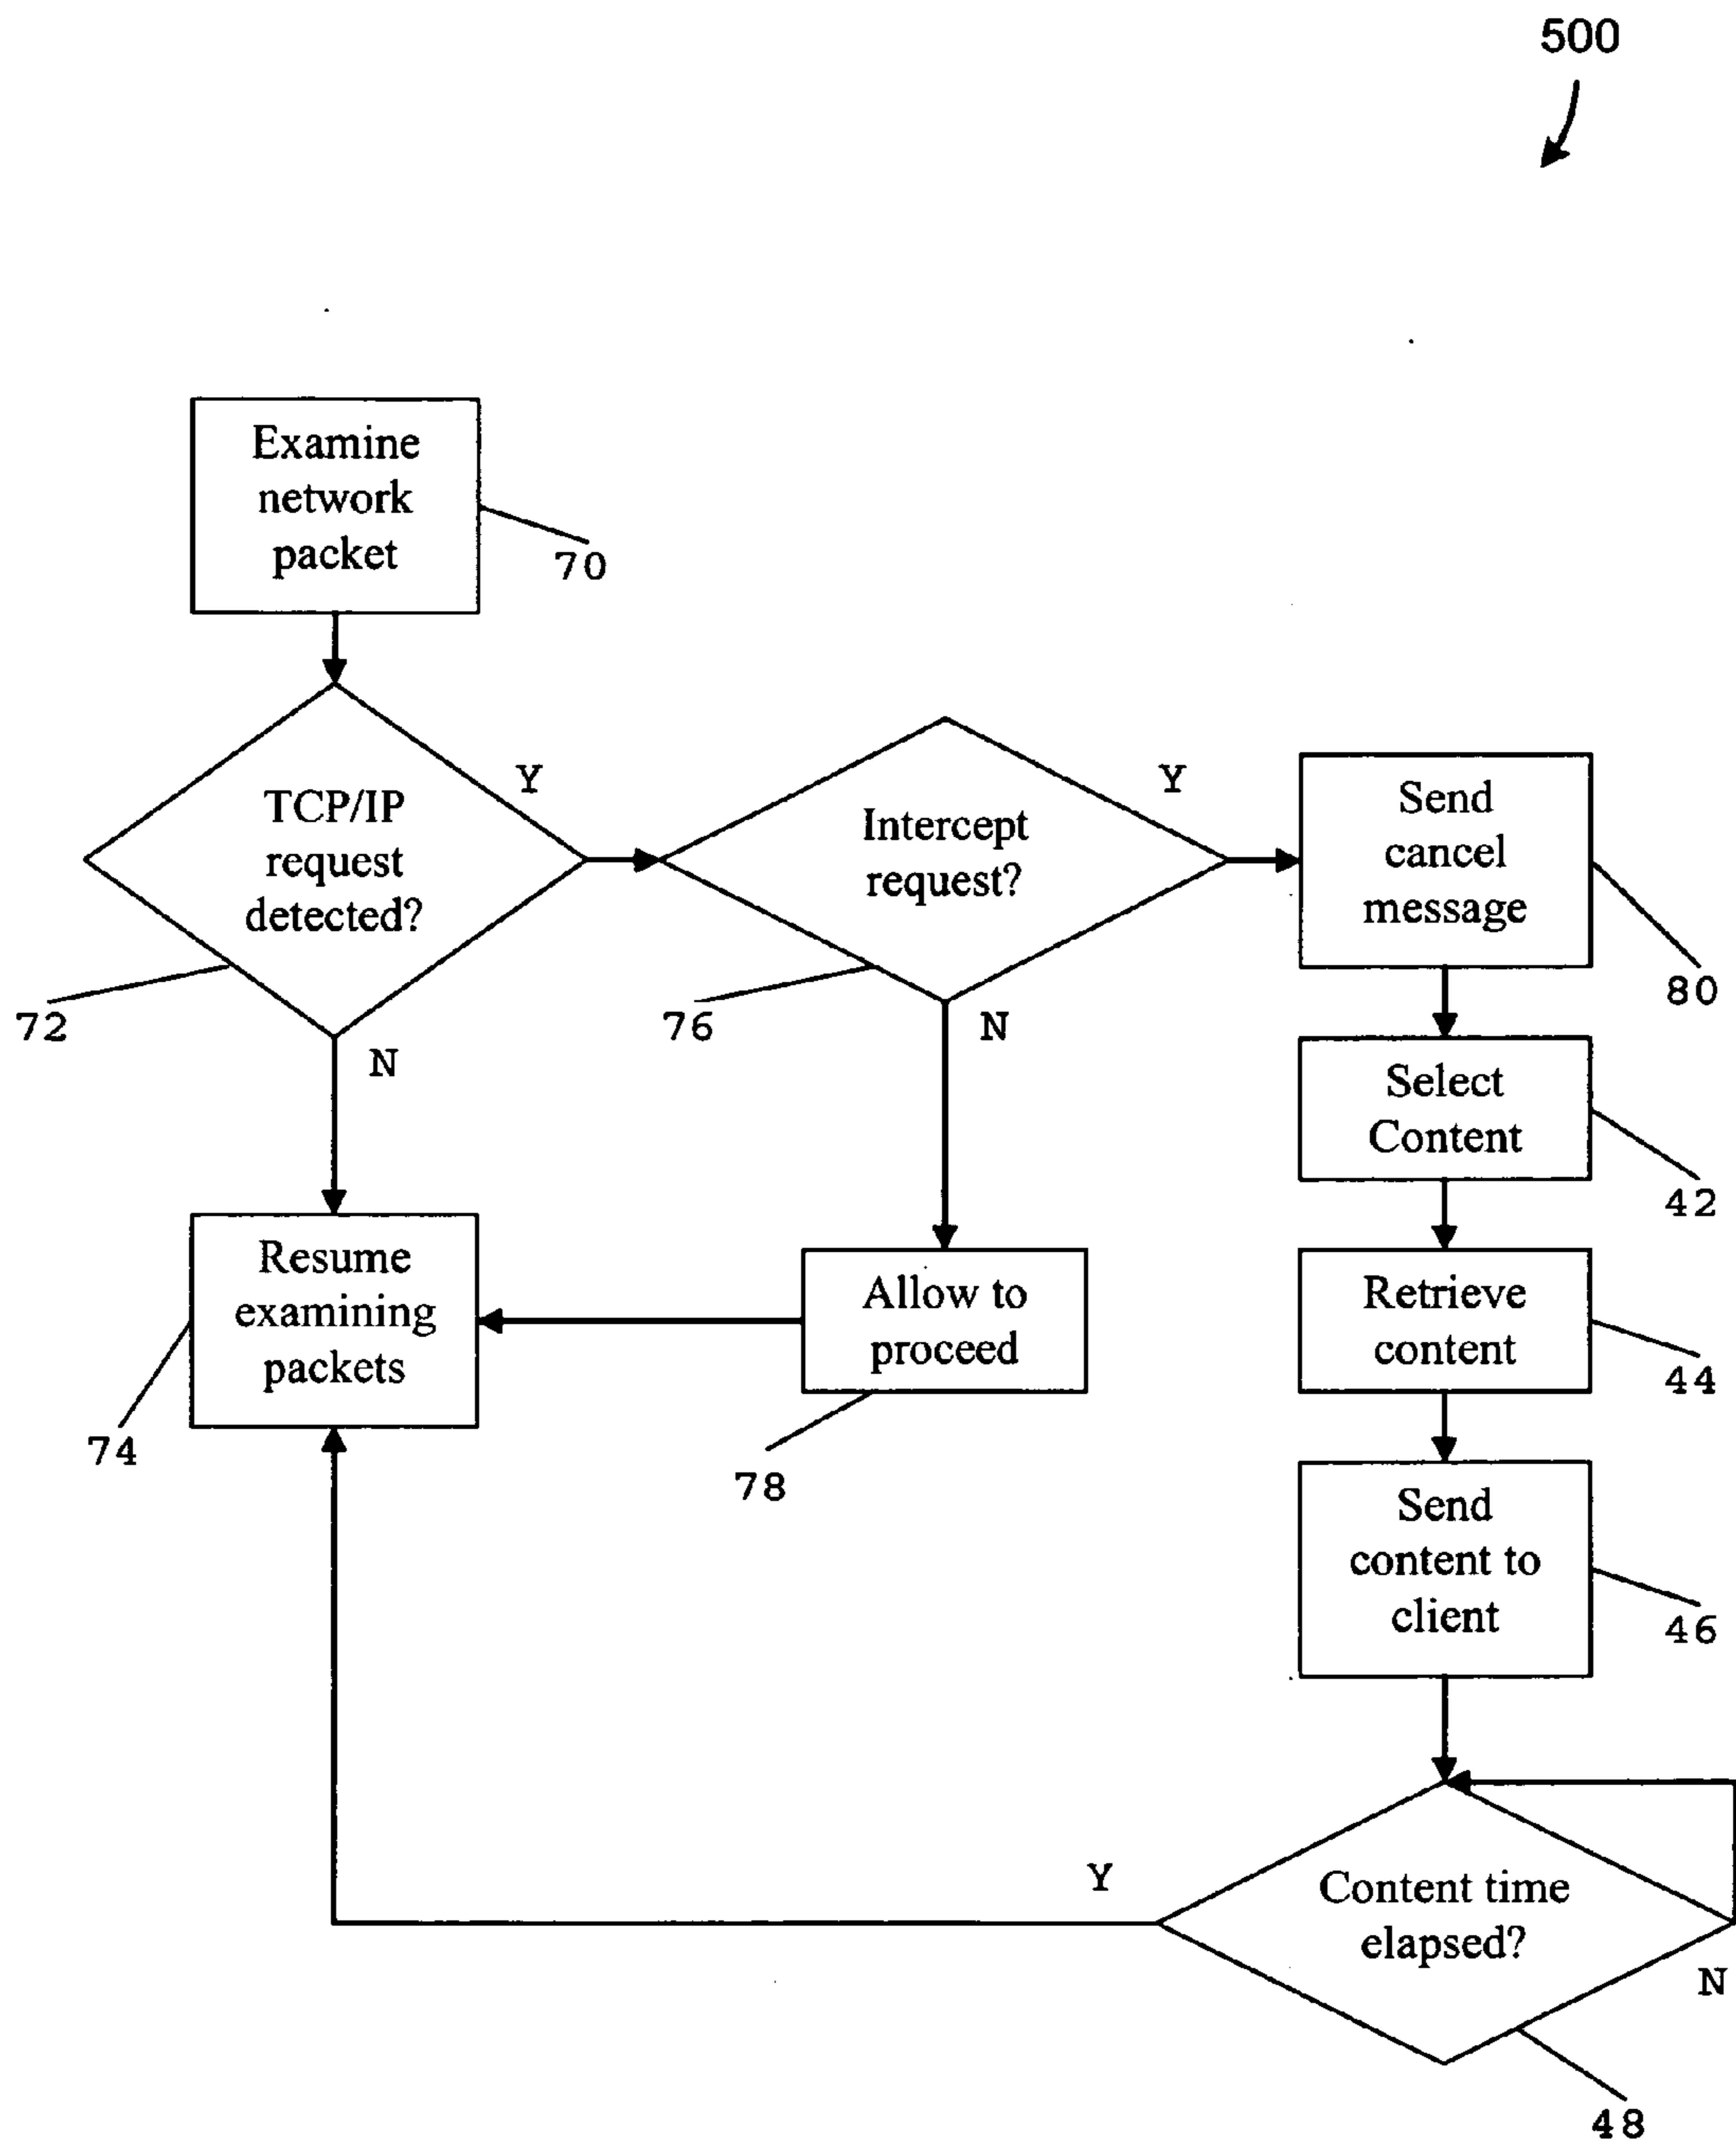 500
Examine
network
packet
70
TCP/IP
request
detected?
Y
72
N
Intercept
request?
Y
76
N
Send
cancel
message
80
Select
Content
42
Resume
examining
packets
74
Allow to
proceed
78
Retrieve
content
44
Send
content to
client
46
Content time
elapsed?
Y
N
48